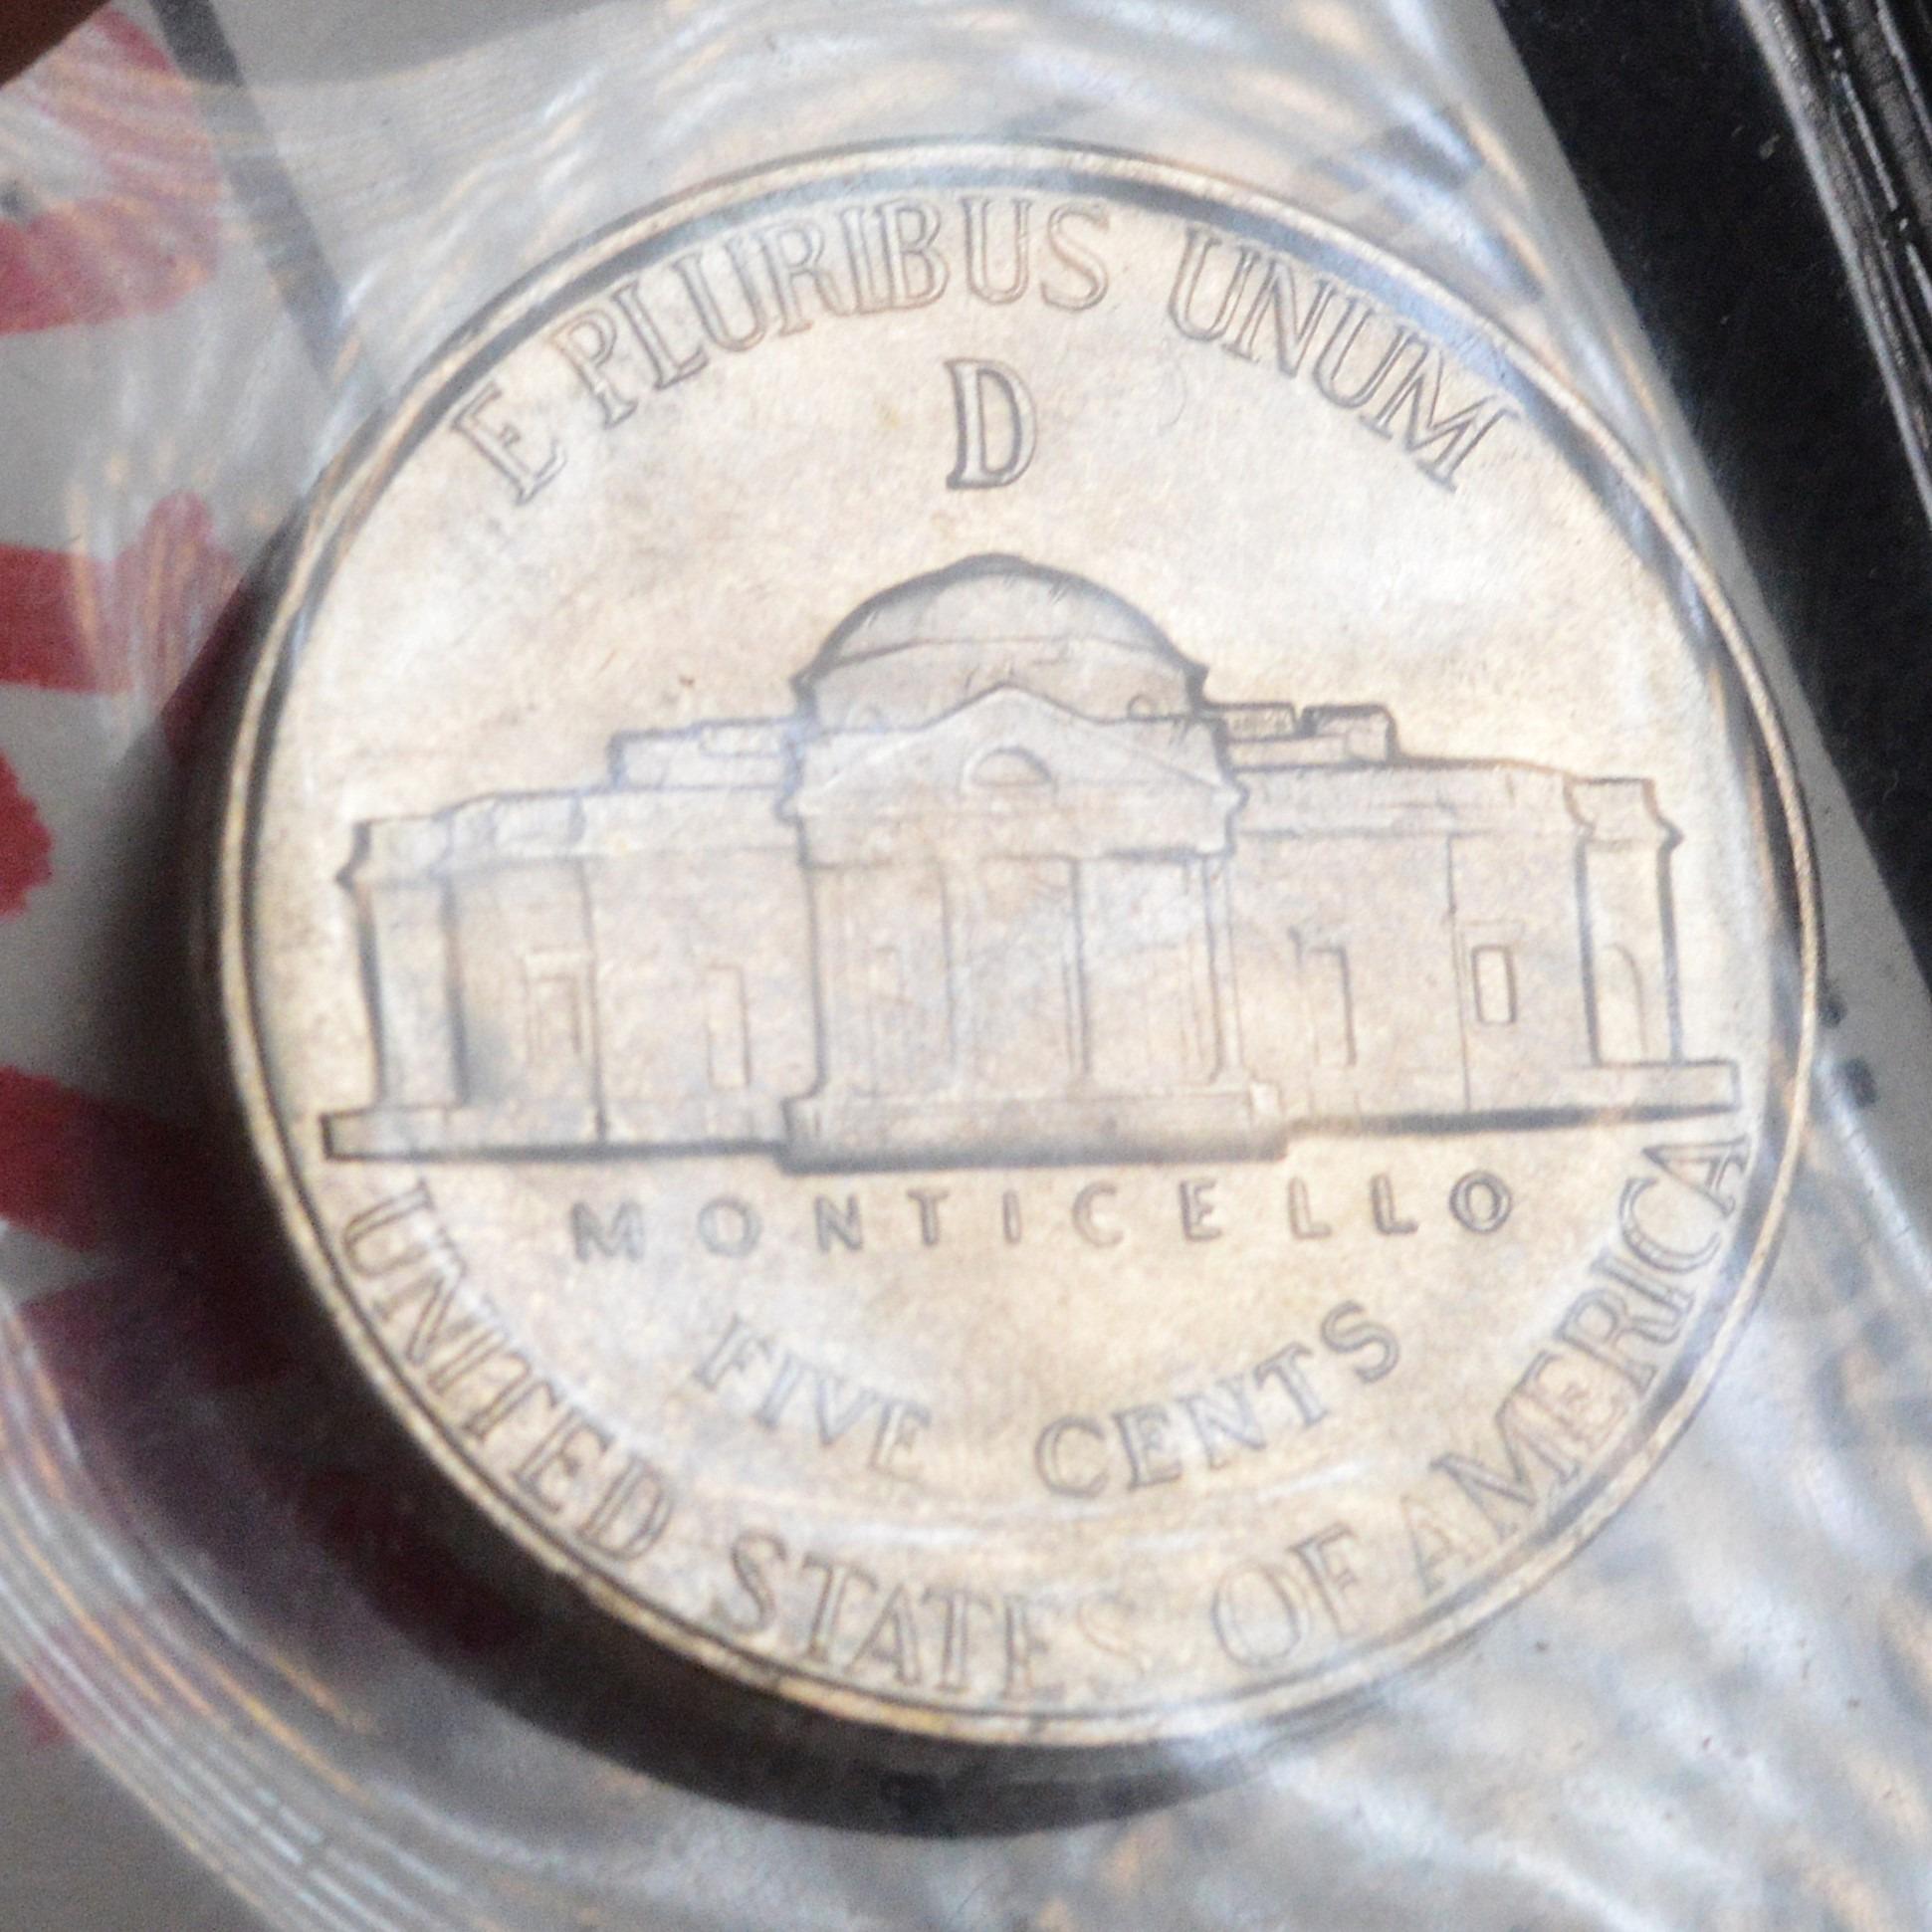 E PLURIBUS UNUM
D
MONTICELLO
FIVE CENTS
UNITED STATES OF AMERICA